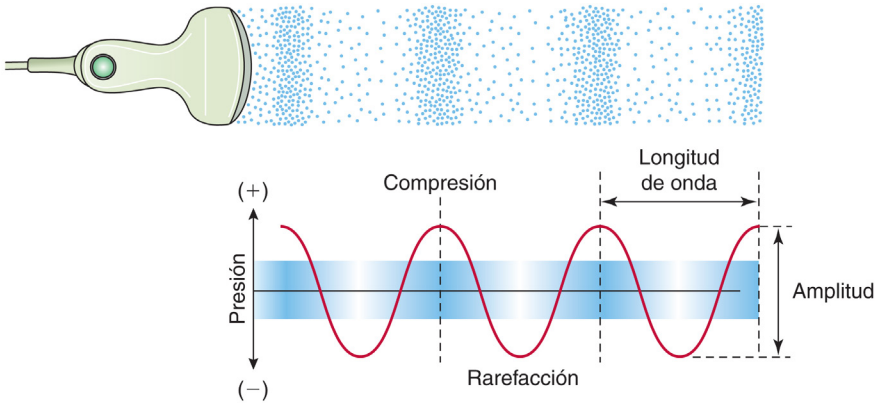 Longitud
de onda
Compresión
(+)
Presión
Amplitud
(−)
Rarefacción